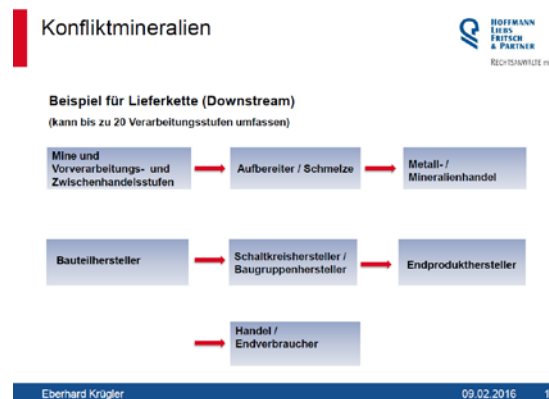 Konfliktmineralien
HOFFMANN
LIEBS
FRITSCH
& PARTNER
RECHTSANWÄLTE
Beispiel für Lieferkette (Downstream)
(kann bis zu 20 Verarbeitungsstufen umfassen)
Mine und
Vorverarbeitungs- und
Zwischenhandelsstufen
Aufbereiter / Schmelze
Metall- /
Mineralienhandel
Bauteilhersteller
Schaltkreishersteller /
Baugruppenhersteller
Endprodukthersteller
Handel /
Endverbraucher
Eberhard Krügler
09.02.2016